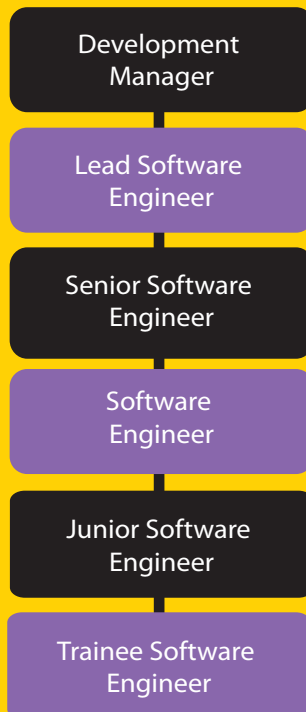 Development
Manager
Lead Software
Engineer
Senior Software
Engineer
Software
Engineer
Junior Software
Engineer
Trainee Software
Engineer